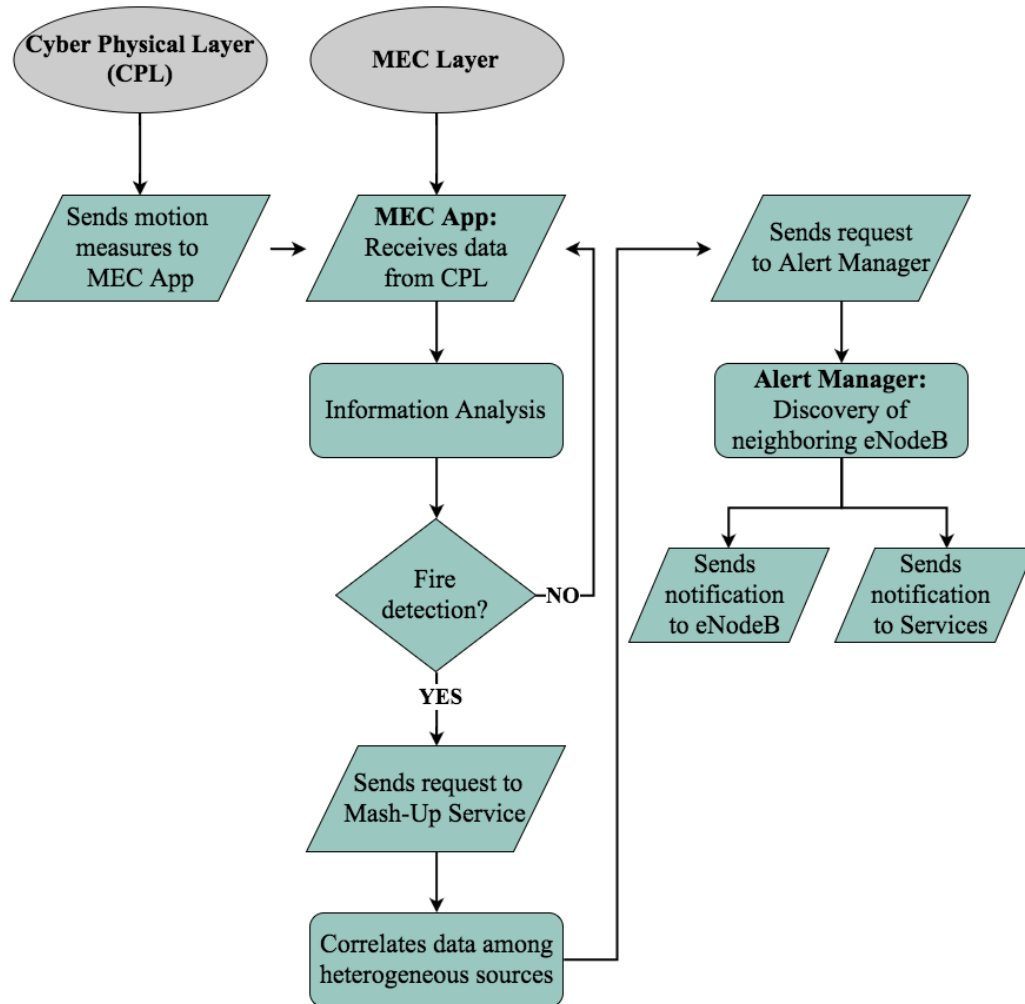 Cyber Physical Layer
(CPL)
MEC Layer
Sends motion
measures to
MEC App
MEC App:
Receives data
from CPL
Sends request
to Alert Manager
Information Analysis
Alert Manager:
Discovery of
neighboring eNodeB
Fire
detection?
NO
YES
Sends
notification
to eNodeB
Sends
notification
to Services
Sends request to
Mash-Up Service
Correlates data among
heterogeneous sources